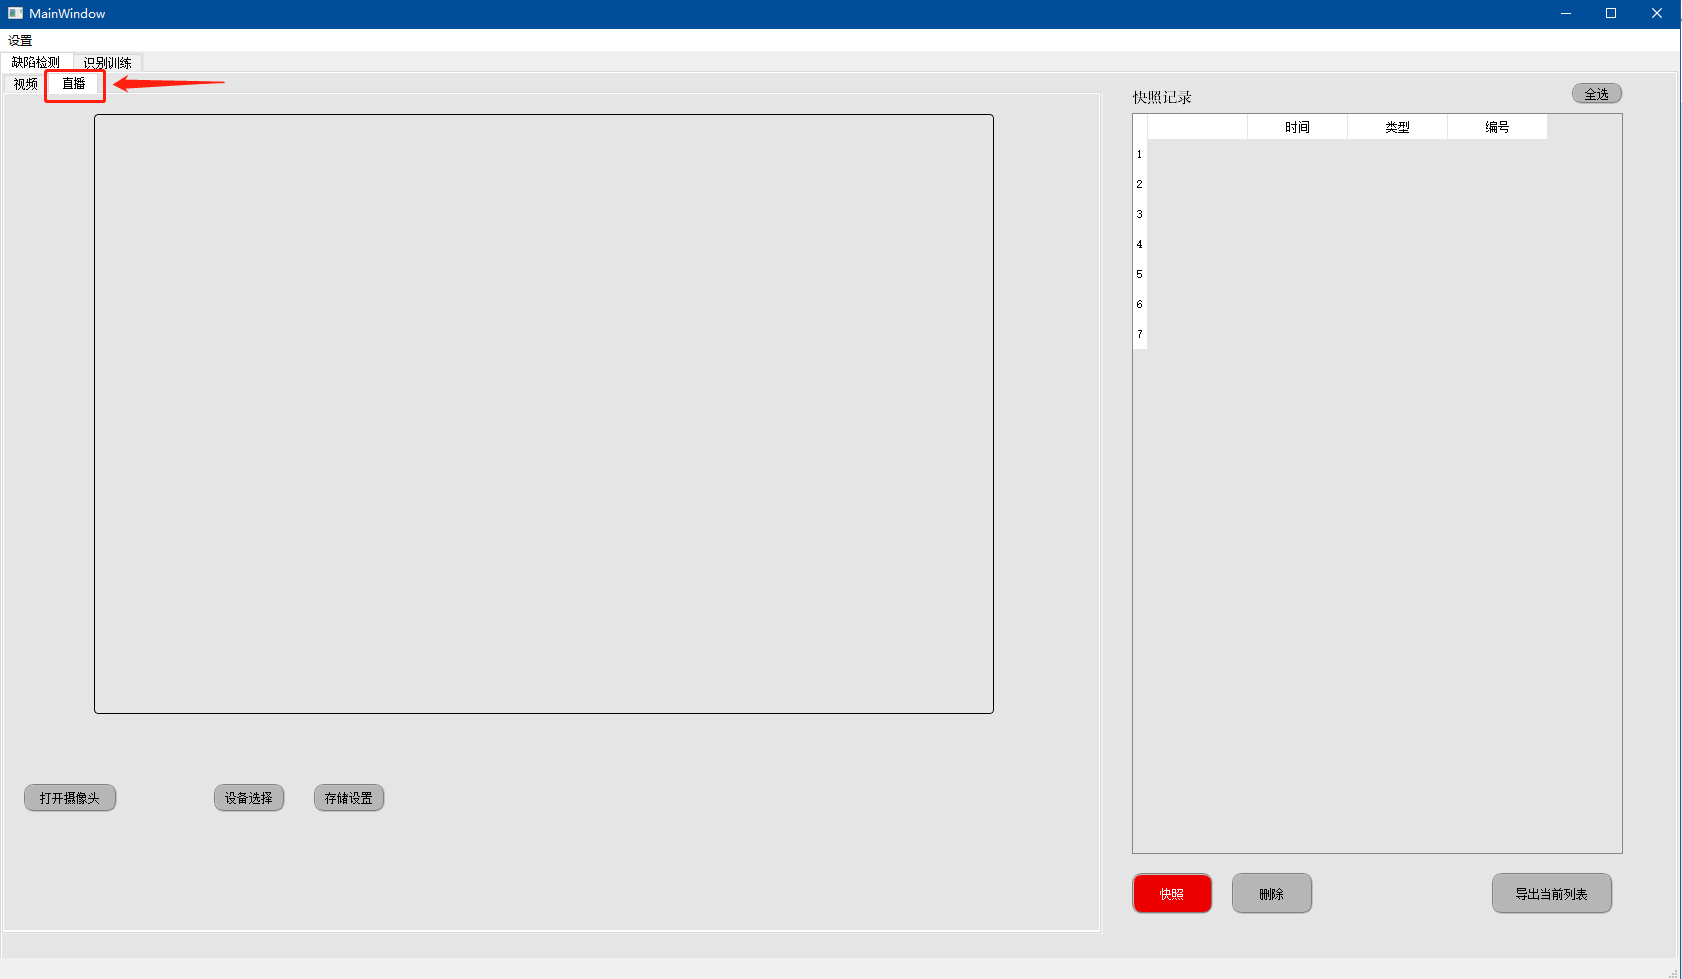 MainWindow
设置
缺陷检测 识别训练
视频 直播
快照记录 全选
时间 类型 编号
1
2
3
4
5
6
7
打开摄像头 设备选择 存储设置
快照 删除 导出当前列表